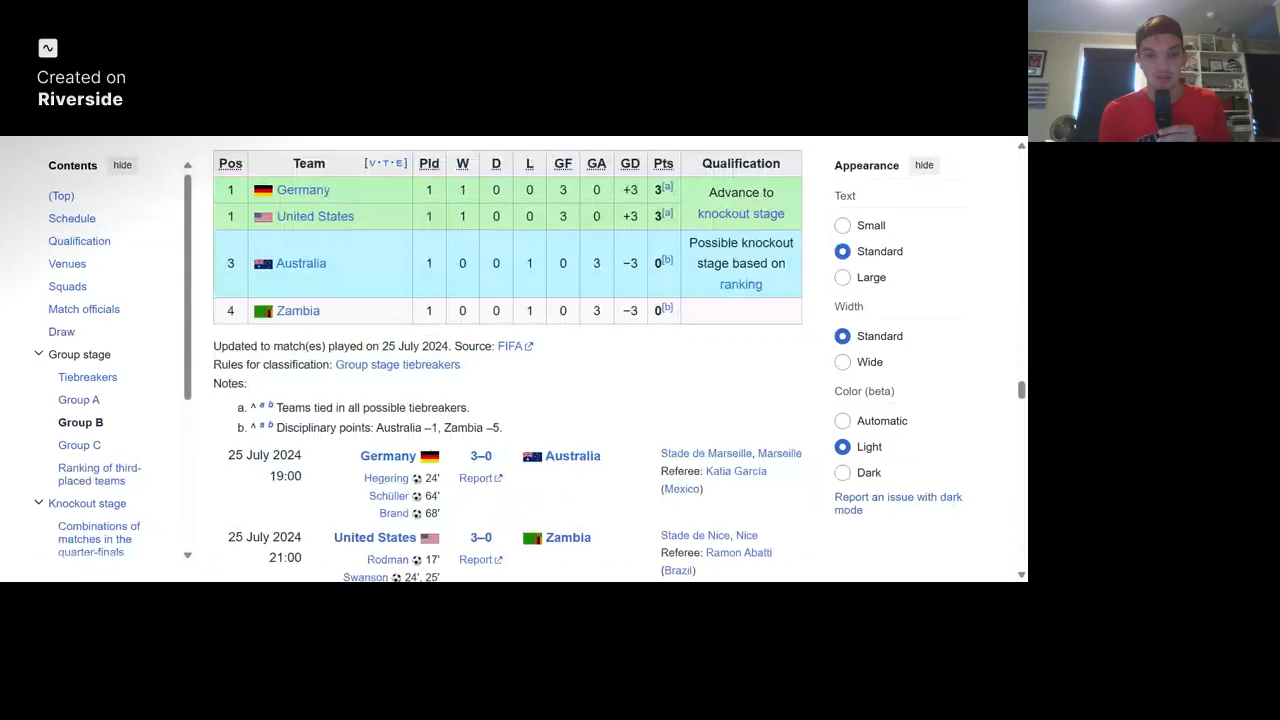 Created on
Riverside
Contents hide
(Top)
Schedule
Qualification
Venues
Squads
Match officials
Draw
Group stage
Tiebreakers
Group A
Group B
Group C
Ranking of third-
placed teams
Knockout stage
Combinations of
matches in the
quarter-finals
Pos Team [V·T·E] Pld W D L GF GA GD Pts Qualification
1 Germany 1 1 0 0 3 0 +3 3[a] Advance to
knockout stage
1 United States 1 1 0 0 3 0 +3 3[a]
3 Australia 1 0 0 1 0 3 −3 0[b] Possible knockout
stage based on
ranking
4 Zambia 1 0 0 1 0 3 −3 0[b]
Updated to match(es) played on 25 July 2024. Source: FIFA
Rules for classification: Group stage tiebreakers
Notes:
a. ^ a b Teams tied in all possible tiebreakers.
b. ^ a b Disciplinary points: Australia –1, Zambia –5.
25 July 2024 Germany 3–0 Australia Stade de Marseille, Marseille
19:00 Hegering 24' Report Referee: Katia García
Schüller 64' (Mexico)
Brand 68'
25 July 2024 United States 3–0 Zambia Stade de Nice, Nice
21:00 Rodman 17' Report Referee: Ramon Abatti
Swanson 24', 25' (Brazil)
Appearance hide
Text
Small
Standard
Large
Width
Standard
Wide
Color (beta)
Automatic
Light
Dark
Report an issue with dark
mode